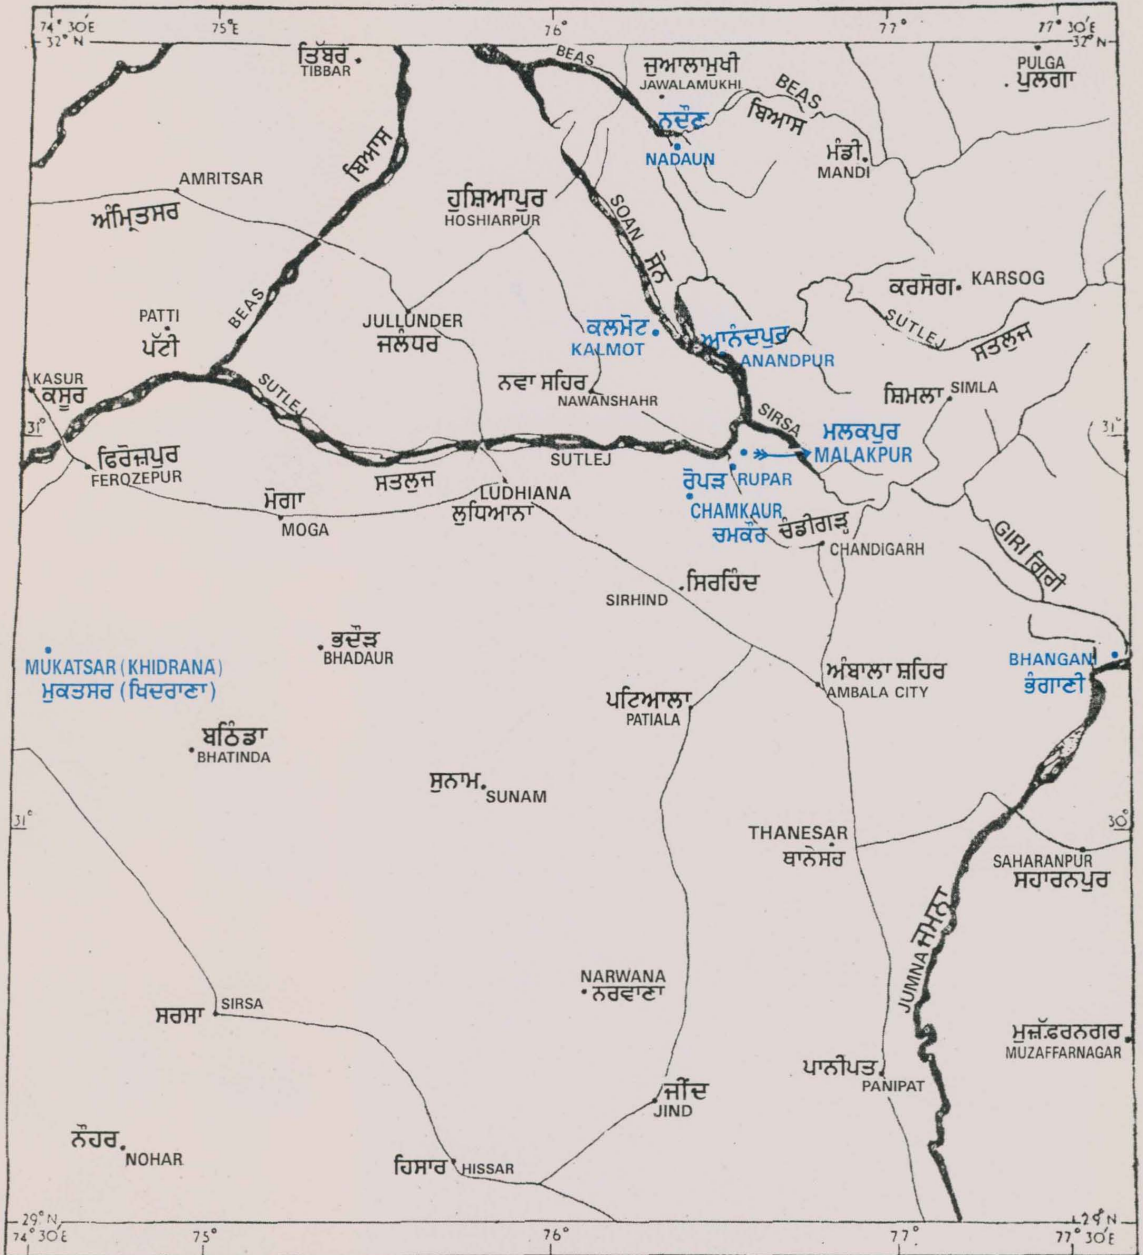 74° 30'E
75°E
76°
77°
77° 30'E
32° N
32° N
ਤਿੱਬਰ
TIBBAR
BEAS
ਜੁਆਲਾਮੁਖੀ
JAWALAMUKHI
BEAS
ਬਿਆਸ
PULGA
ਪੁਲਗਾ
ਨਦੌਣ
NADAUN
ਮੰਡੀ
MANDI
ਬਿਆਸ
BEAS
AMRITSAR
ਅੰਮ੍ਰਿਤਸਰ
ਹੁਸ਼ਿਆਪੁਰ
HOSHIARPUR
SOAN
ਸੋਨ
ਕਰਸੋਗ
KARSOG
SUTLEJ
ਸਤਲੁਜ
PATTI
ਪੱਟੀ
JULLUNDER
ਜਲੰਧਰ
ਕਲਮੋਟ
KALMOT
ਆਨੰਦਪੁਰ
ANANDPUR
KASUR
ਕਸੂਰ
SUTLEJ
ਨਵਾ ਸਹਿਰ
NAWANSHAHR
SIRSA
ਸ਼ਿਮਲਾ
SIMLA
31°
31°
ਫਿਰੋਜ਼ਪੁਰ
FEROZEPUR
ਸਤਲੁਜ
SUTLEJ
ਮਲਕਪੁਰ
MALAKPUR
ਰੋਪੜ
RUPAR
ਮੋਗਾ
MOGA
LUDHIANA
ਲੁਧਿਆਨਾ
CHAMKAUR
ਚਮਕੌਰ
ਚੰਡੀਗੜ੍ਹ
CHANDIGARH
GIRI ਗਿਰੀ
ਸਿਰਹਿੰਦ
SIRHIND
MUKATSAR (KHIDRANA)
ਮੁਕਤਸਰ (ਖਿਦਰਾਣਾ)
ਭਦੌੜ
BHADAUR
BHANGANI
ਭੰਗਾਣੀ
ਅੰਬਾਲਾ ਸ਼ਹਿਰ
AMBALA CITY
ਪਟਿਆਲਾ
PATIALA
ਬਠਿੰਡਾ
BHATINDA
ਸੁਨਾਮ
SUNAM
31°
30°
THANESAR
ਥਾਨੇਸਰ
SAHARANPUR
ਸਹਾਰਨਪੁਰ
JUMNA ਜਮਨਾ
NARWANA
ਨਰਵਾਣਾ
ਸਰਸਾ
SIRSA
ਮੁਜ਼ੱਫ਼ਰਨਗਰ
MUZAFFARNAGAR
ਪਾਨੀਪਤ
PANIPAT
ਜੀਂਦ
JIND
ਨੌਹਰ
NOHAR
ਹਿਸਾਰ
HISSAR
29° N
29° N
74° 30'E
75°
76°
77°
77° 30'E